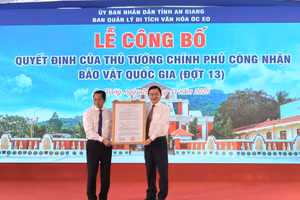 ỦY BAN NHÂN DÂN TỈNH AN GIANG
BAN QUẢN LÝ DI TÍCH VĂN HÓA ÓC EO
LỄ CÔNG BỐ
QUYẾT ĐỊNH CỦA THỦ TƯỚNG CHÍNH PHỦ CÔNG NHẬN
BẢO VẬT QUỐC GIA (ĐỢT 13)
2025